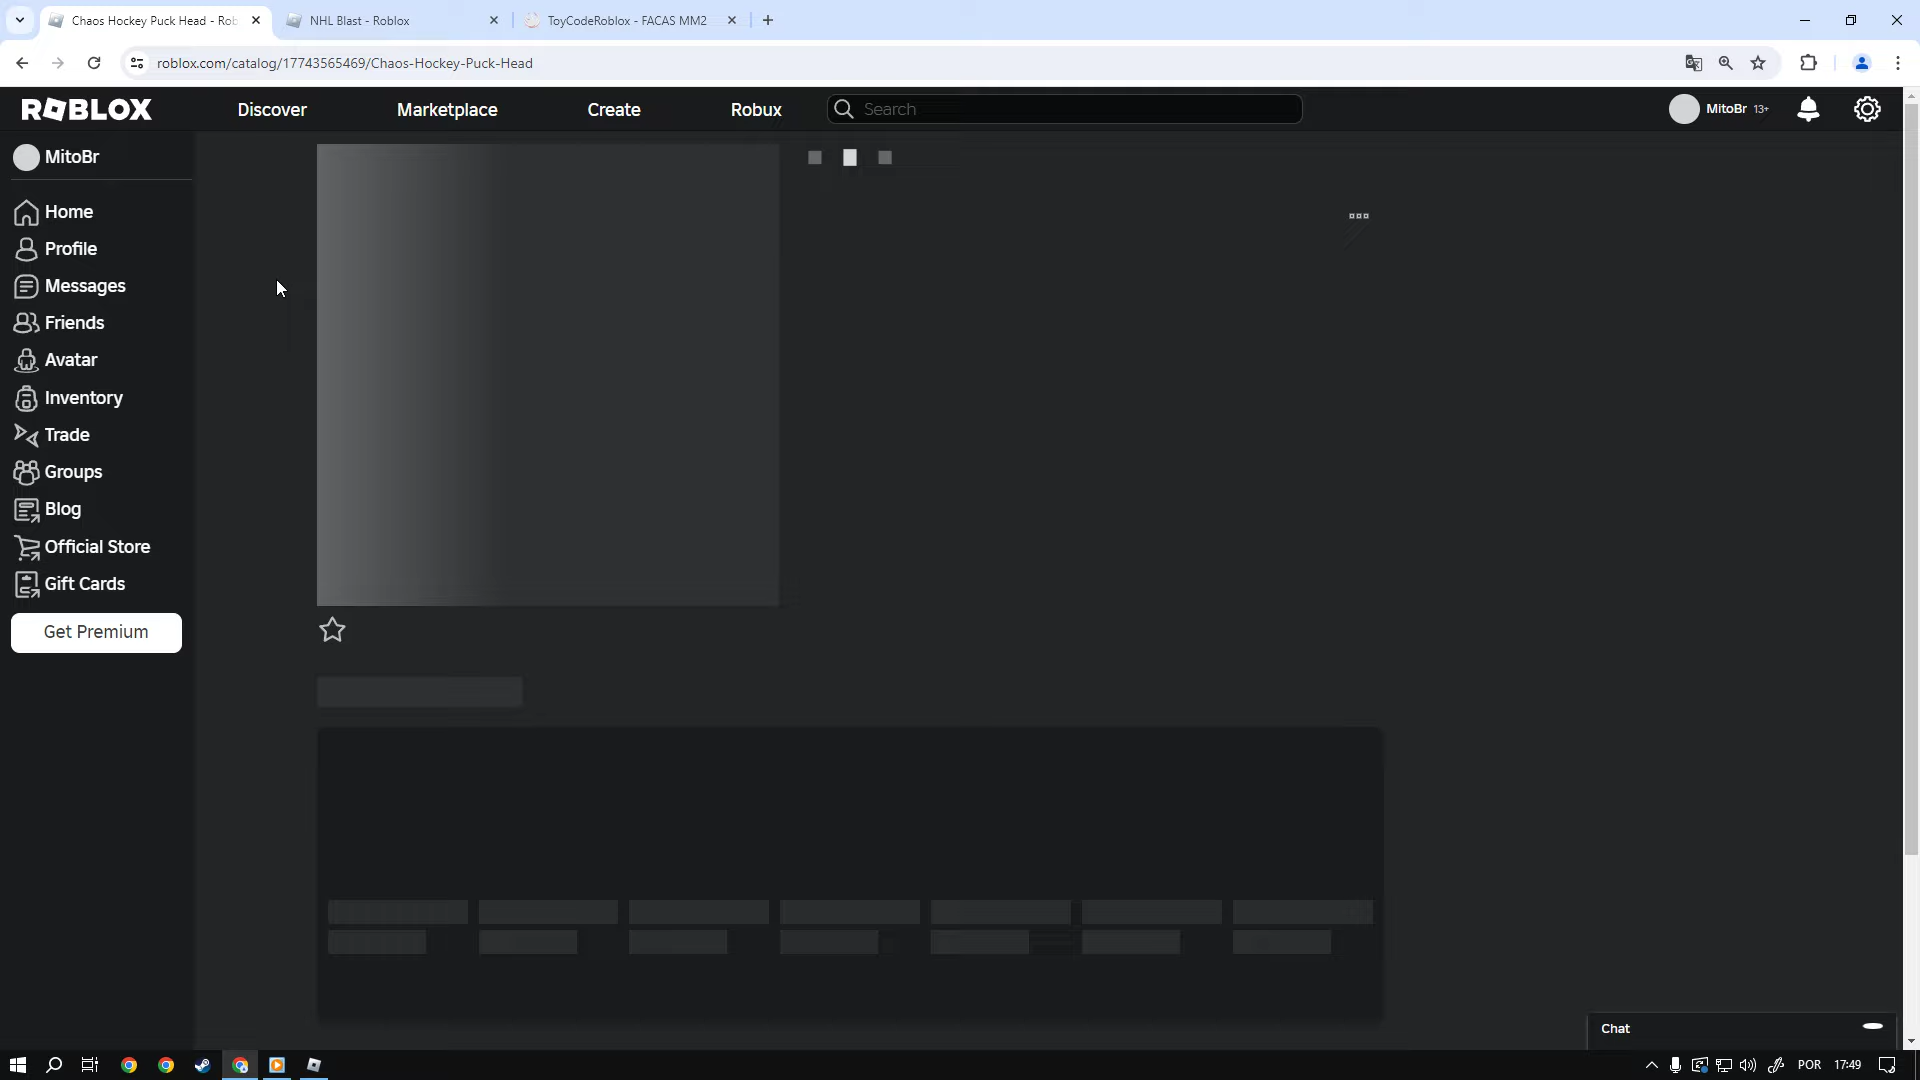 Chaos Hockey Puck Head - Rob
NHL Blast - Roblox
ToyCodeRoblox - FACAS MM2
roblox.com/catalog/17743565469/Chaos-Hockey-Puck-Head
ROBLOX
Discover
Marketplace
Create
Robux
Search
MitoBr 13+
MitoBr
Home
Profile
Messages
Friends
Avatar
Inventory
Trade
Groups
Blog
Official Store
Gift Cards
Get Premium
Chat
POR
17:49